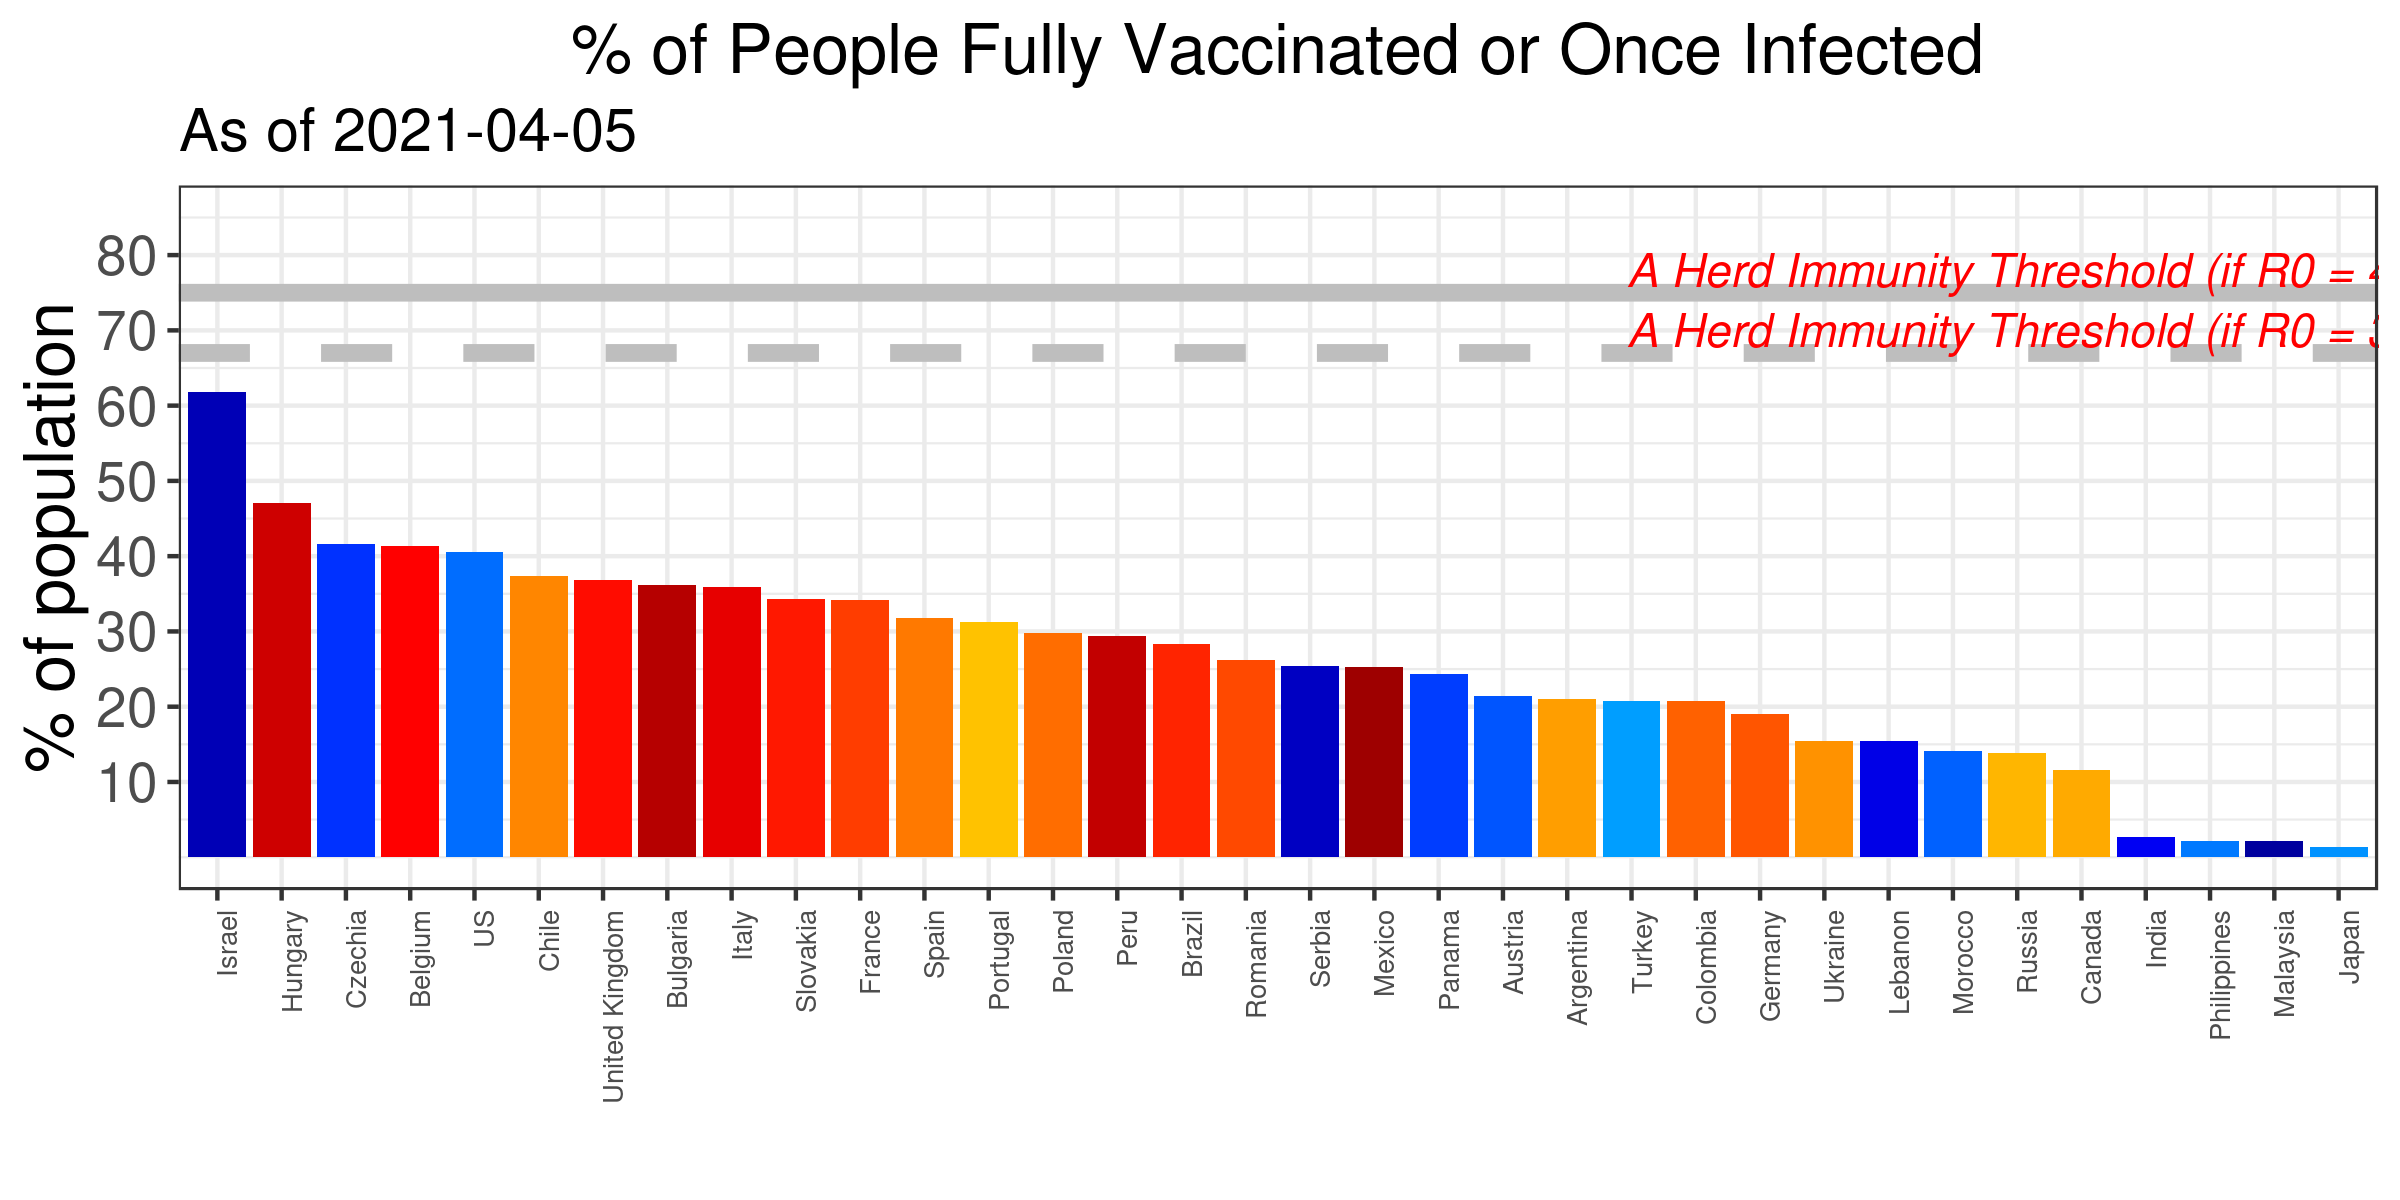 % of People Fully Vaccinated or Once Infected
As of 2021-04-05
% of population
80
70
60
50
40
30
20
10
A Herd Immunity Threshold (if R0 =
A Herd Immunity Threshold (if R0 =
Israel
Hungary
Czechia
Belgium
US
Chile
United Kingdom
Bulgaria
Italy
Slovakia
France
Spain
Portugal
Poland
Peru
Brazil
Romania
Serbia
Mexico
Panama
Austria
Argentina
Turkey
Colombia
Germany
Ukraine
Lebanon
Morocco
Russia
Canada
India
Philippines
Malaysia
Japan